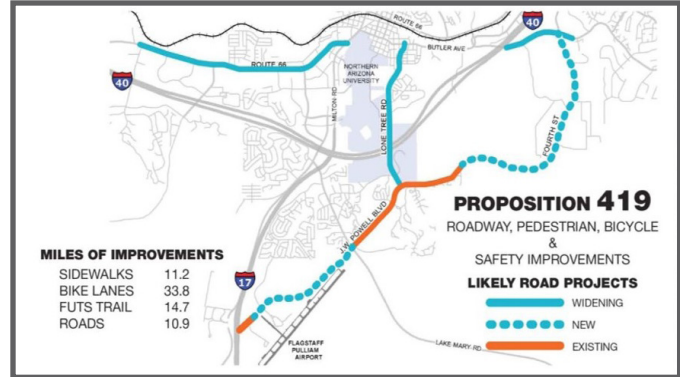 ROUTE 66
40
BUTLER AVE
ROUTE 66
40
NORTHERN
ARIZONA
UNIVERSITY
MILTON RD
LONE TREE RD
FOURTH ST
J.W. POWELL BLVD
PROPOSITION 419
ROADWAY, PEDESTRIAN, BICYCLE
&
SAFETY IMPROVEMENTS
MILES OF IMPROVEMENTS
SIDEWALKS 11.2
BIKE LANES 33.8
FUTS TRAIL 14.7
ROADS 10.9
17
LIKELY ROAD PROJECTS
WIDENING
NEW
EXISTING
FLAGSTAFF
PULLIAM
AIRPORT
LAKE MARY RD